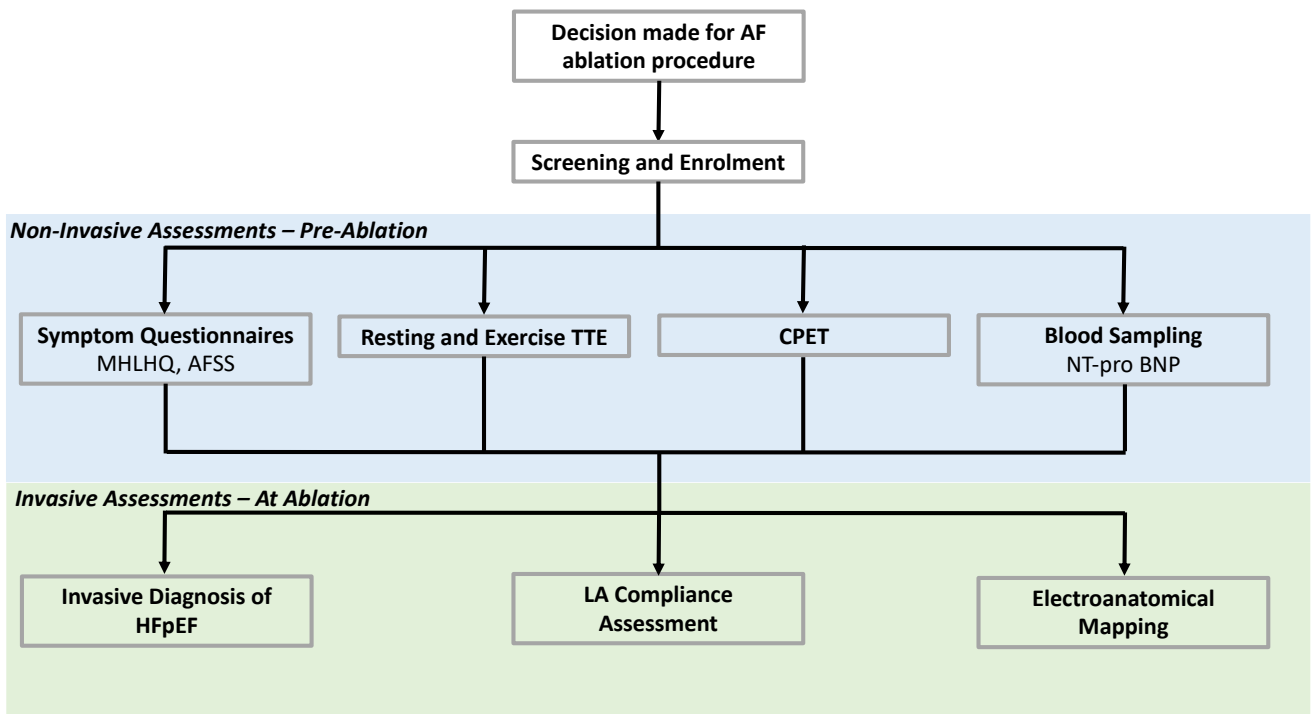 Decision made for AF
ablation procedure
Screening and Enrolment
Non-Invasive Assessments – Pre-Ablation
Symptom Questionnaires
MHLHQ, AFSS
Resting and Exercise TTE
CPET
Blood Sampling
NT-pro BNP
Invasive Assessments – At Ablation
Invasive Diagnosis of
HFpEF
LA Compliance
Assessment
Electroanatomical
Mapping